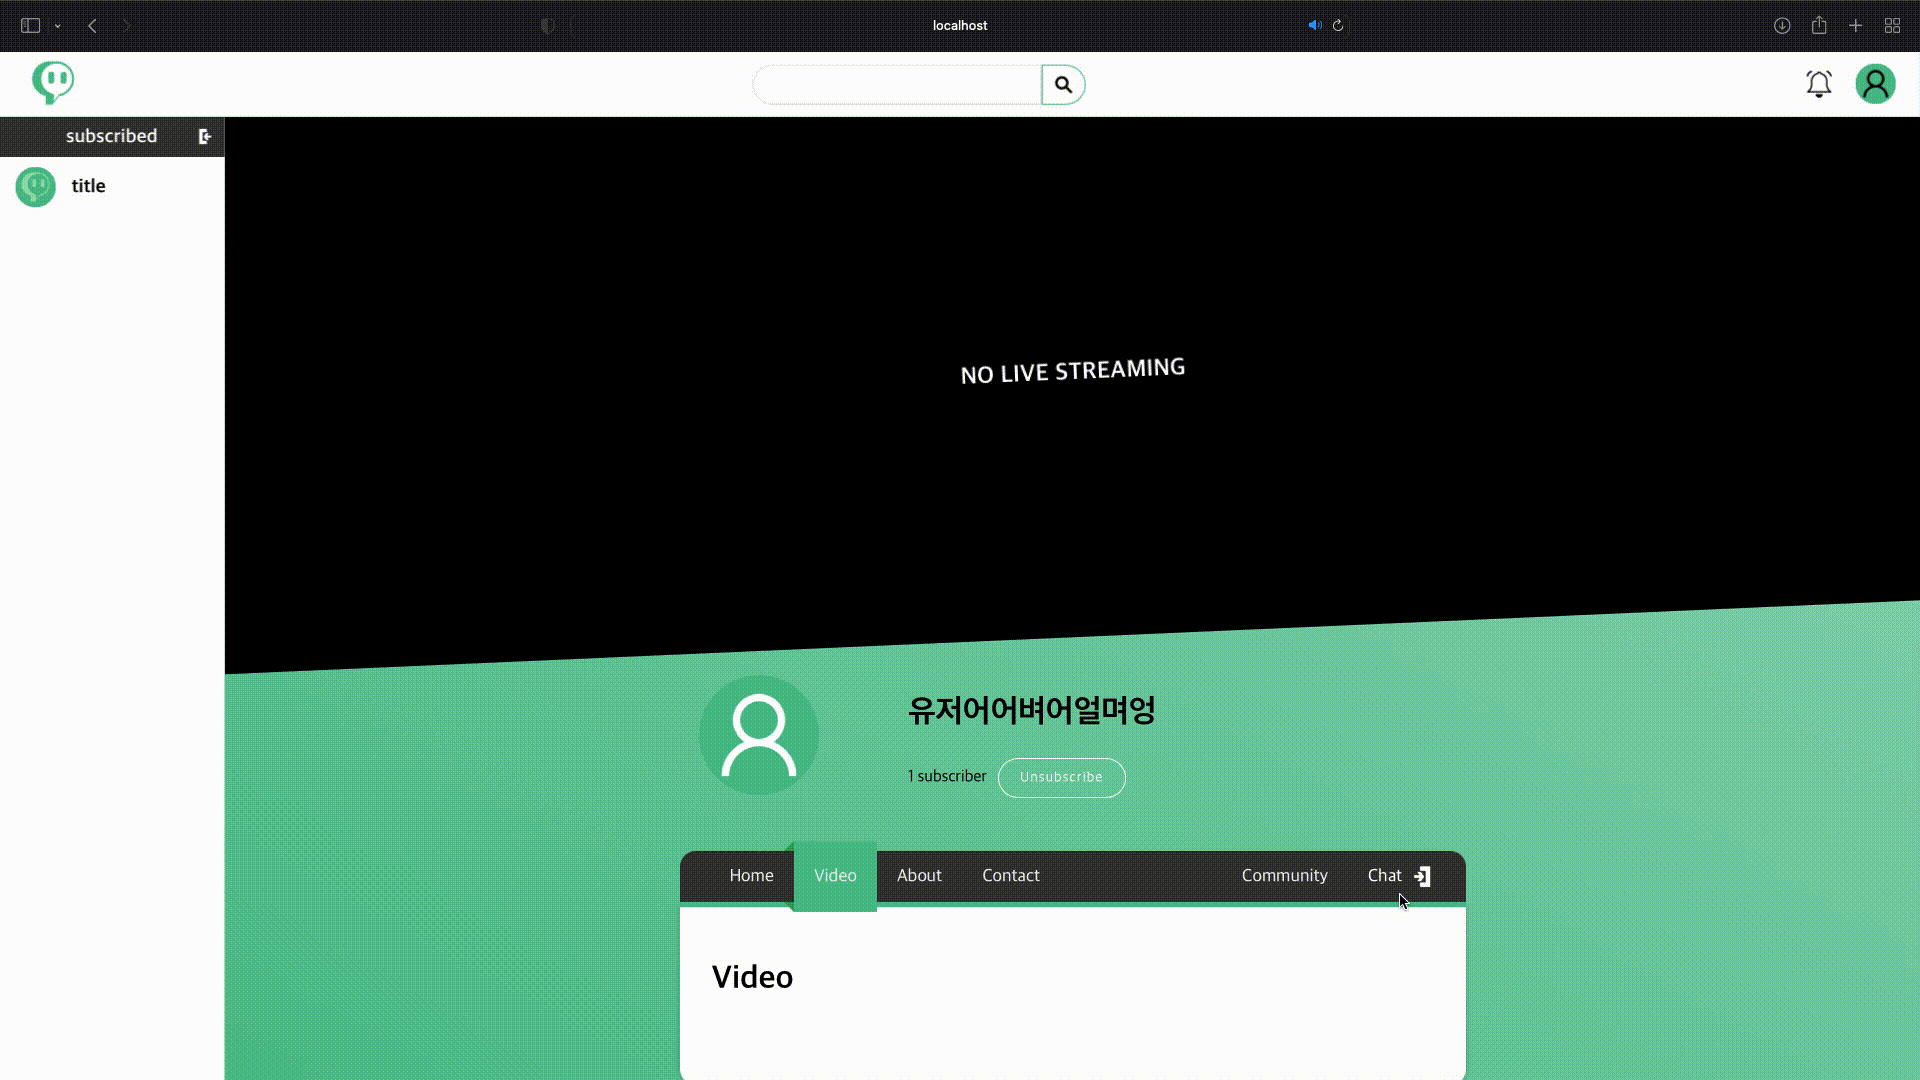 localhost
subscribed
title
NO LIVE STREAMING
유저어어벼어얼며엉
1 subscriber Unsubscribe
Home Video About Contact Community Chat
Video